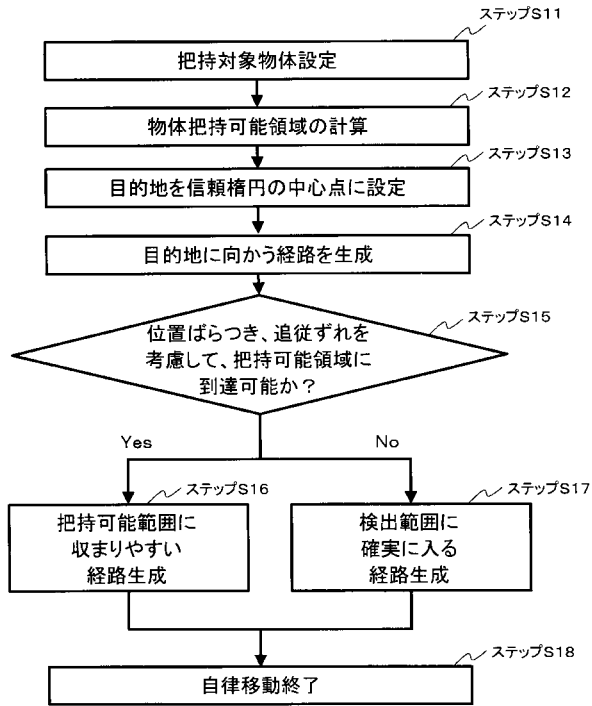 ステップS11
把持対象物体設定
ステップS12
物体把持可能領域の計算
ステップS13
目的地を信頼楕円の中心点に設定
ステップS14
目的地に向かう経路を生成
ステップS15
位置ばらつき、追従ずれを
考慮して、把持可能領域に
到達可能か？
Yes
No
ステップS16
把持可能範囲に
収まりやすい
経路生成
ステップS17
検出範囲に
確実に入る
経路生成
ステップS18
自律移動終了